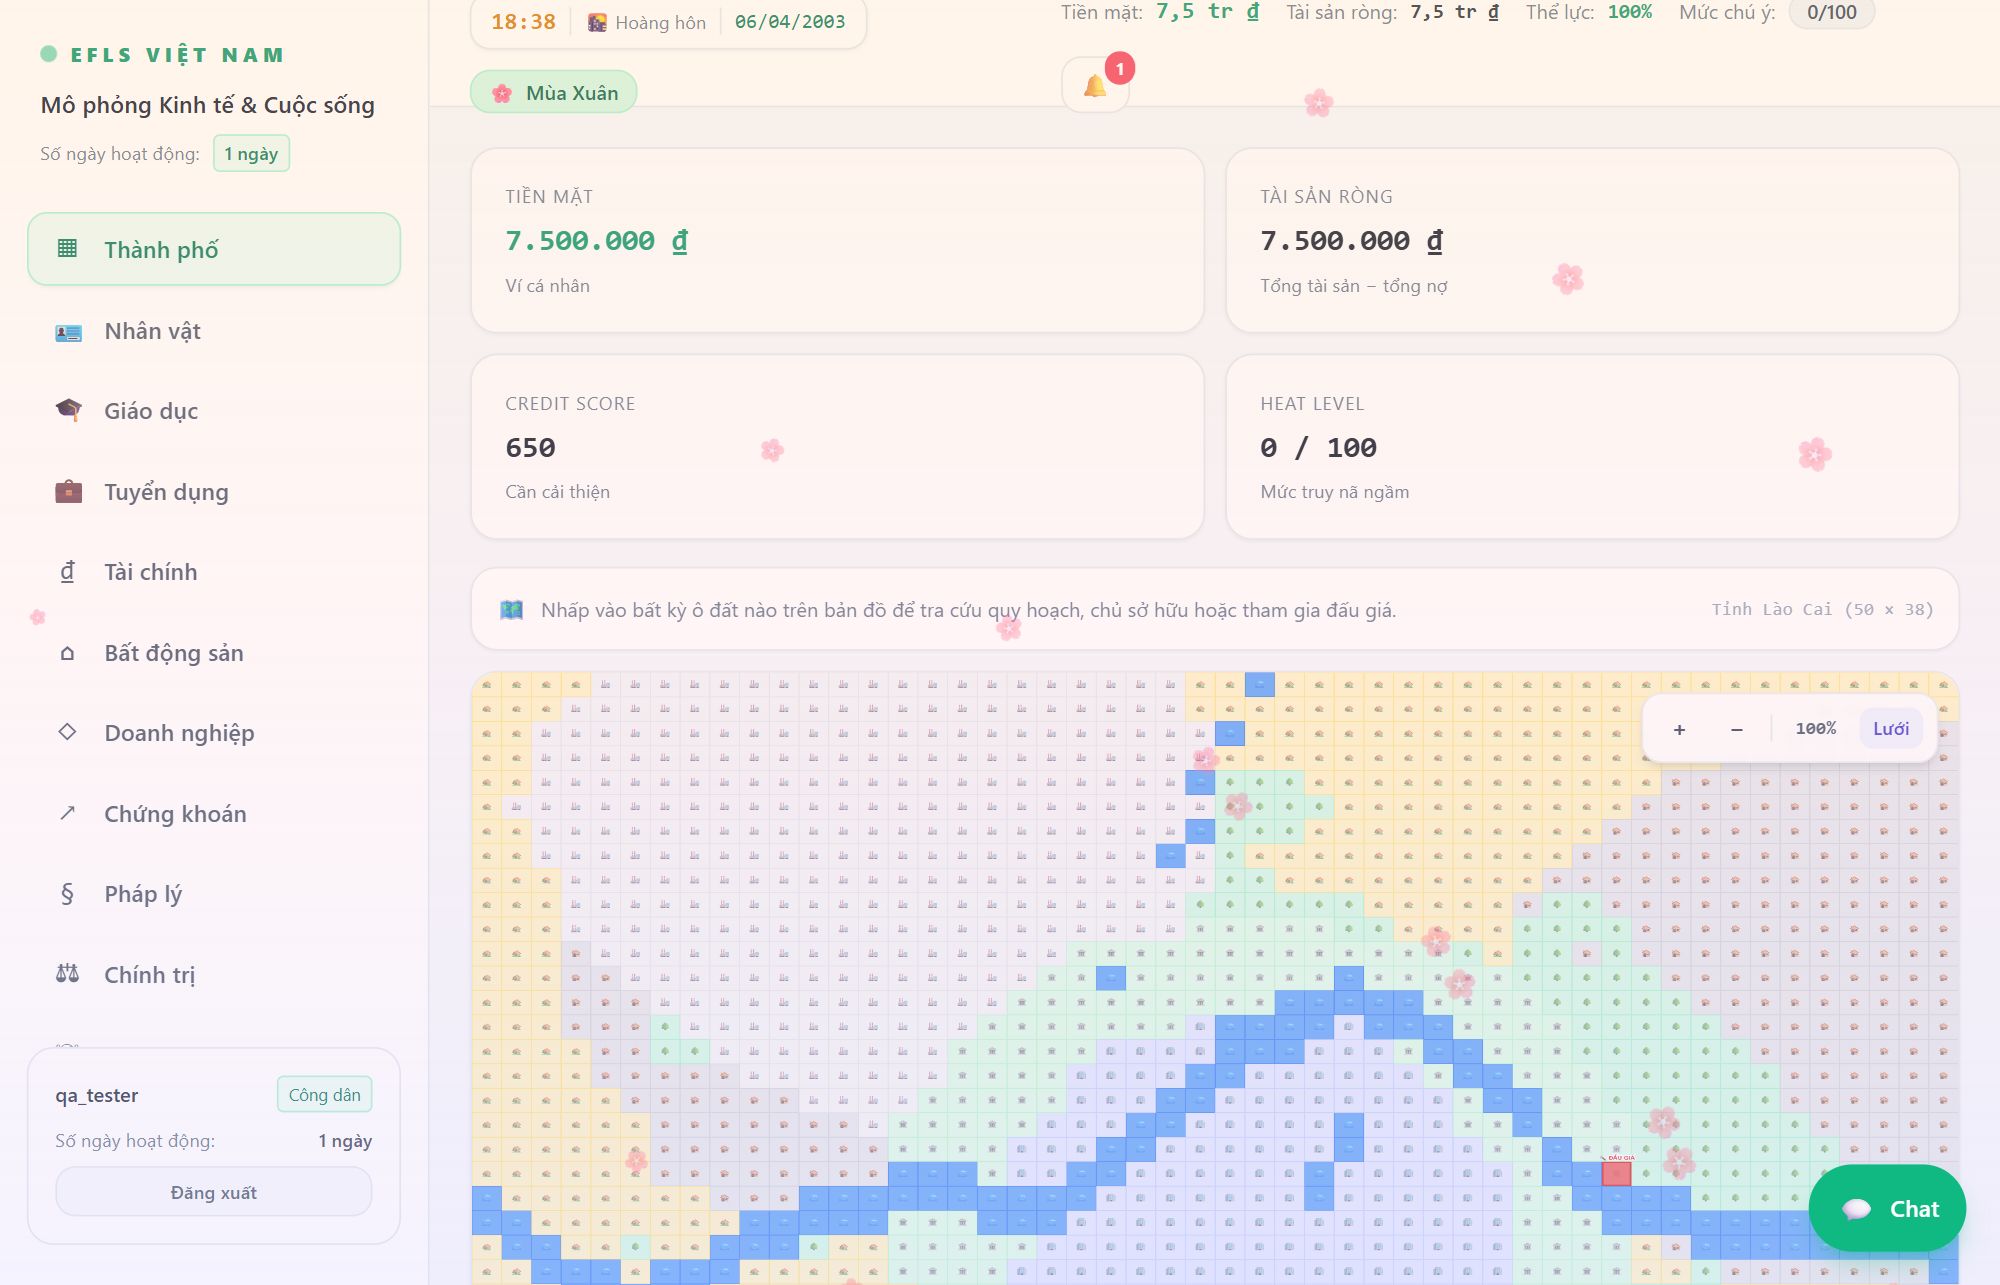 EFLS VIỆT NAM
Mô phỏng Kinh tế & Cuộc sống
Số ngày hoạt động: 1 ngày
Thành phố
Nhân vật
Giáo dục
Tuyển dụng
₫ Tài chính
Bất động sản
Doanh nghiệp
Chứng khoán
§ Pháp lý
Chính trị
qa_tester Công dân
Số ngày hoạt động: 1 ngày
Đăng xuất
18:38 Hoàng hôn 06/04/2003
Mùa Xuân
Tiền mặt: 7,5 tr ₫ Tài sản ròng: 7,5 tr ₫ Thể lực: 100% Mức chú ý: 0/100
1
TIỀN MẶT
7.500.000 ₫
Ví cá nhân
TÀI SẢN RÒNG
7.500.000 ₫
Tổng tài sản − tổng nợ
CREDIT SCORE
650
Cần cải thiện
HEAT LEVEL
0 / 100
Mức truy nã ngầm
Nhấp vào bất kỳ ô đất nào trên bản đồ để tra cứu quy hoạch, chủ sở hữu hoặc tham gia đấu giá.
Tỉnh Lào Cai (50 × 38)
+ − 100% Lưới
ĐẤU GIÁ
Chat